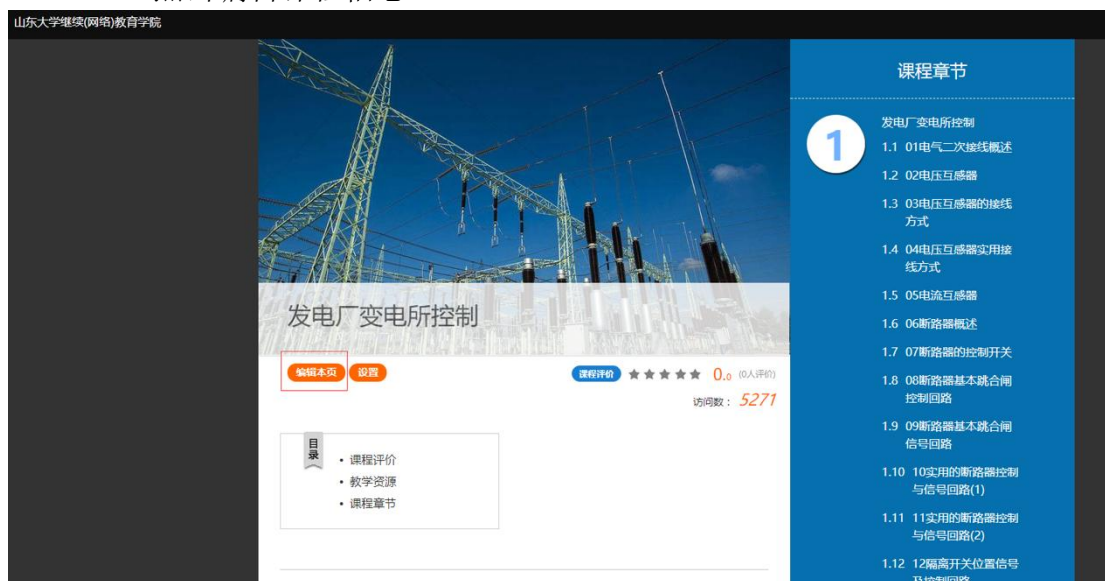 山东大学继续(网络)教育学院
发电厂变电所控制
编辑本页 设置
课程评价 0.0 (0人评价)
访问数： 5271
目录
• 课程评价
• 教学资源
• 课程章节
课程章节
1
发电厂变电所控制
1.1 01电气二次接线概述
1.2 02电压互感器
1.3 03电压互感器的接线
方式
1.4 04电压互感器实用接
线方式
1.5 05电流互感器
1.6 06断路器概述
1.7 07断路器的控制开关
1.8 08断路器基本跳合闸
控制回路
1.9 09断路器基本跳合闸
信号回路
1.10 10实用的断路器控制
与信号回路(1)
1.11 11实用的断路器控制
与信号回路(2)
1.12 12隔离开关位置信号